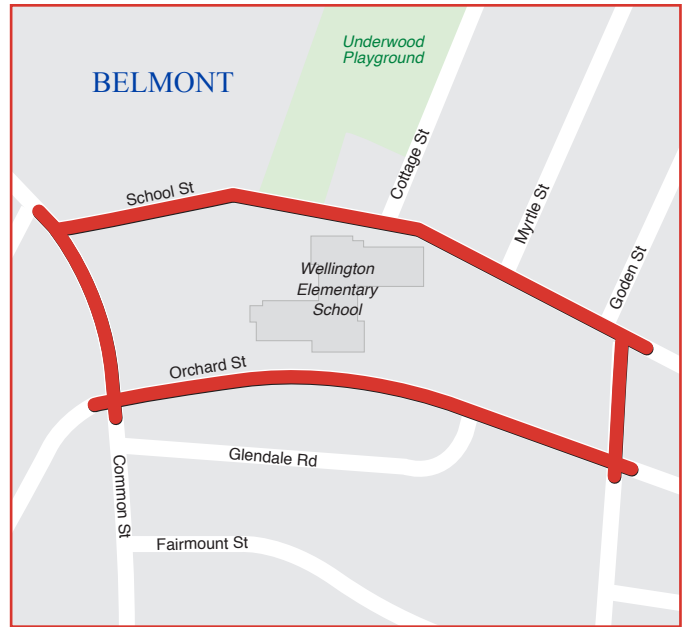 Underwood
Playground
BELMONT
Cottage St
School St
Myrtle St
Goden St
Wellington
Elementary
School
Orchard St
Glendale Rd
Common St
Fairmount St